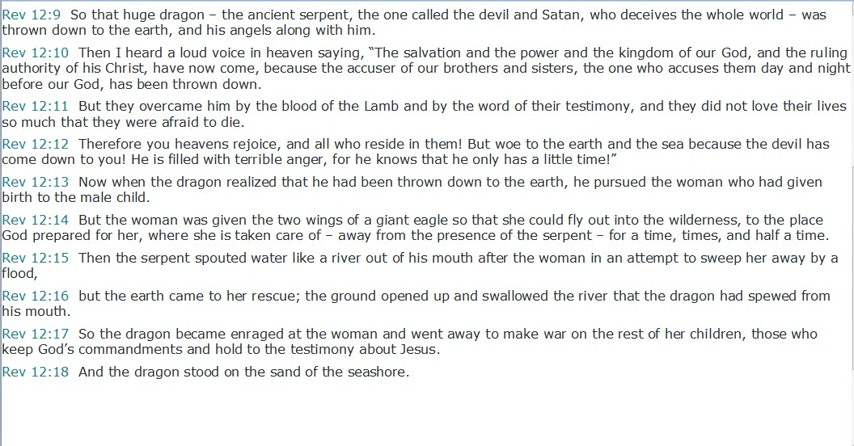 Rev 12:9 So that huge dragon – the ancient serpent, the one called the devil and Satan, who deceives the whole world – was
thrown down to the earth, and his angels along with him.
Rev 12:10 Then I heard a loud voice in heaven saying, “The salvation and the power and the kingdom of our God, and the ruling
authority of his Christ, have now come, because the accuser of our brothers and sisters, the one who accuses them day and night
before our God, has been thrown down.
Rev 12:11 But they overcame him by the blood of the Lamb and by the word of their testimony, and they did not love their lives
so much that they were afraid to die.
Rev 12:12 Therefore you heavens rejoice, and all who reside in them! But woe to the earth and the sea because the devil has
come down to you! He is filled with terrible anger, for he knows that he only has a little time!”
Rev 12:13 Now when the dragon realized that he had been thrown down to the earth, he pursued the woman who had given
birth to the male child.
Rev 12:14 But the woman was given the two wings of a giant eagle so that she could fly out into the wilderness, to the place
God prepared for her, where she is taken care of – away from the presence of the serpent – for a time, times, and half a time.
Rev 12:15 Then the serpent spouted water like a river out of his mouth after the woman in an attempt to sweep her away by a
flood,
Rev 12:16 but the earth came to her rescue; the ground opened up and swallowed the river that the dragon had spewed from
his mouth.
Rev 12:17 So the dragon became enraged at the woman and went away to make war on the rest of her children, those who
keep God’s commandments and hold to the testimony about Jesus.
Rev 12:18 And the dragon stood on the sand of the seashore.